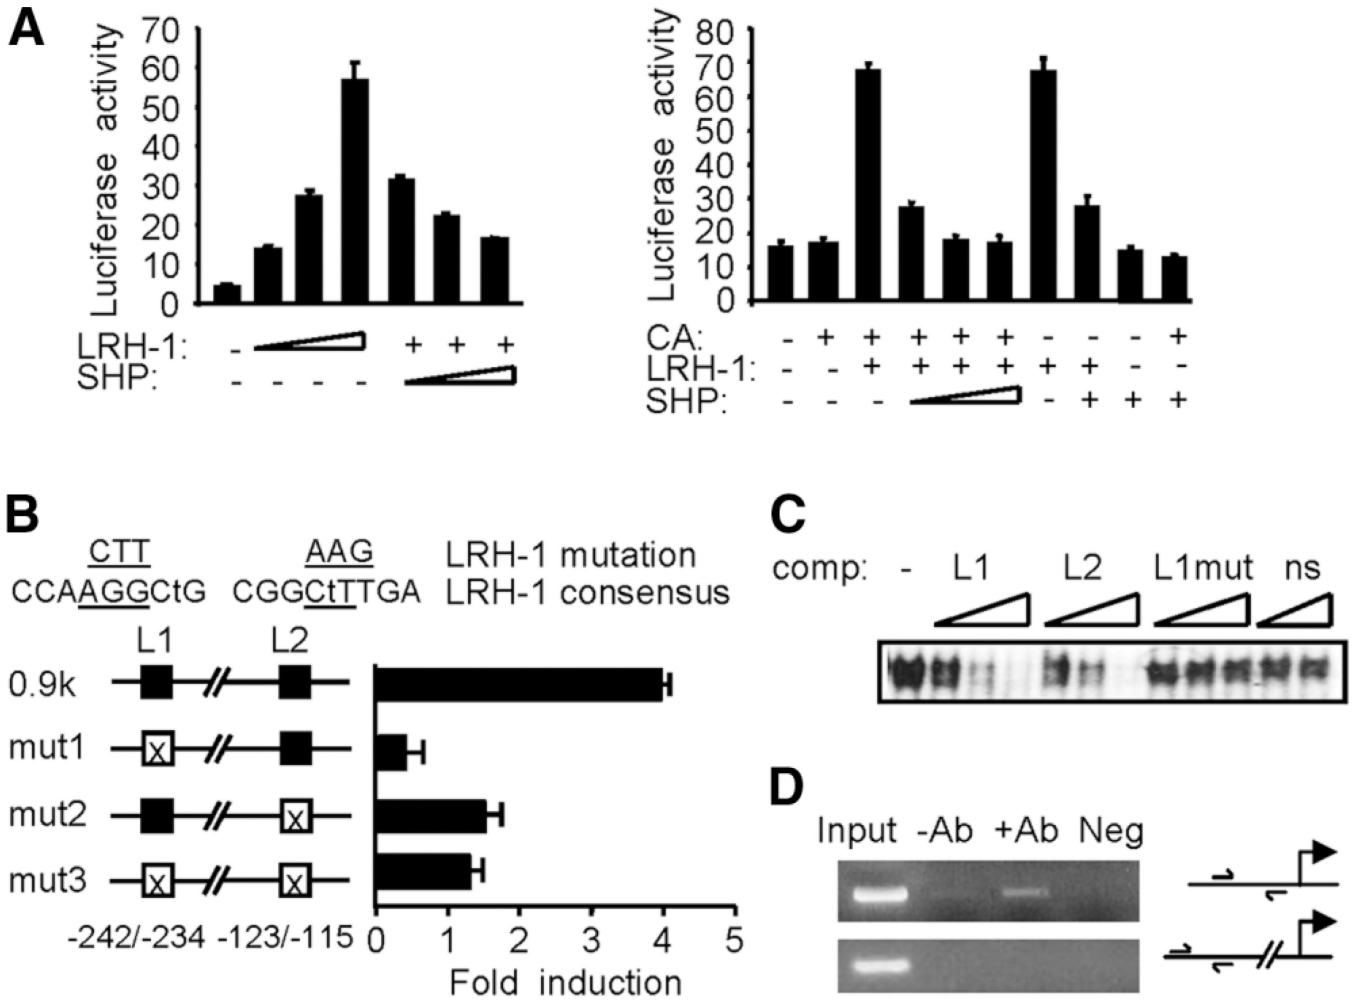 A
Luciferase activity
70
60
50
40
30
20
10
0
LRH-1: - + + +
SHP: - - - -
Luciferase activity
80
70
60
50
40
30
20
10
0
CA: - + + + + + - - - +
LRH-1: - - + + + + + + - -
SHP: - - - - + + +
B
CTT AAG LRH-1 mutation
CCAAGGCtG CGGCtTTGA LRH-1 consensus
L1 L2
0.9k
mut1 x
mut2 x
mut3 x x
-242/-234 -123/-115
0 1 2 3 4 5
Fold induction
C
comp: - L1 L2 L1mut ns
D
Input -Ab +Ab Neg